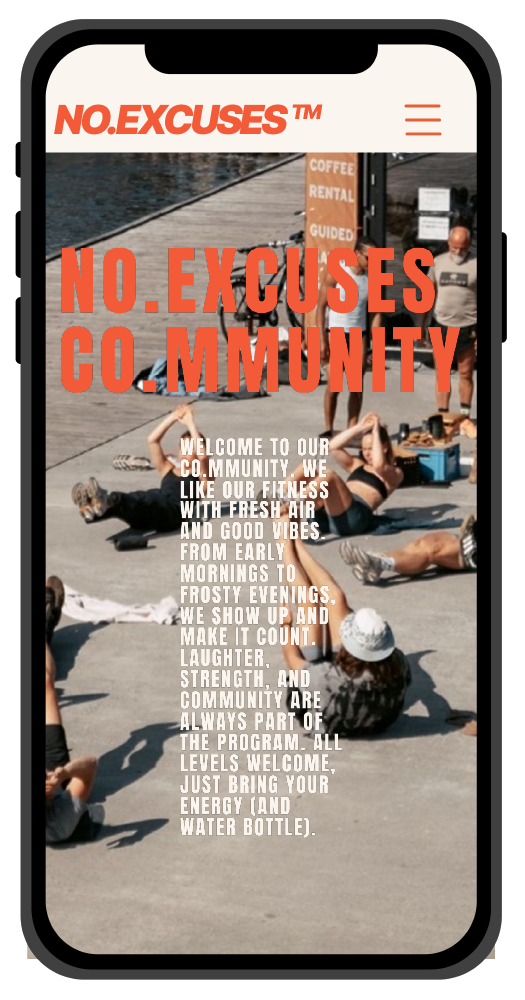 NO.EXCUSES™
COFFEE
RENTAL
GUIDED
NO.EXCUSES
CO.MMUNITY
WELCOME TO OUR
CO.MMUNITY. WE
LIKE OUR FITNESS
WITH FRESH AIR
AND GOOD VIBES.
FROM EARLY
MORNINGS TO
FROSTY EVENINGS,
WE SHOW UP AND
MAKE IT COUNT.
LAUGHTER,
STRENGTH, AND
COMMUNITY ARE
ALWAYS PART OF
THE PROGRAM. ALL
LEVELS WELCOME,
JUST BRING YOUR
ENERGY (AND
WATER BOTTLE).